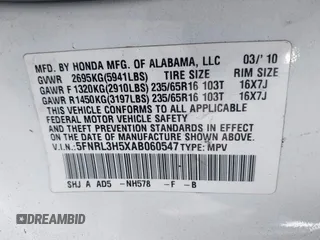 MFD. BY HONDA MFG. OF ALABAMA, LLC 03/'10
GVWR 2695KG(5941LBS) TIRE SIZE RIM SIZE
GAWR F 1320KG(2910LBS) 235/65R16 103T 16X7J
GAWR R1450KG(3197LBS) 235/65R16 103T 16X7J
THIS VEHICLE CONFORMS TO ALL APPLICABLE
FEDERAL MOTOR VEHICLE SAFETY AND
THEFT PREVENTION STANDARDS IN EFFECT
ON THE DATE OF MANUFACTURE SHOWN ABOVE.
V.I.N.: 5FNRL3H5XAB060547 TYPE: MPV
SHJ A AD5 -NH578 -F -B